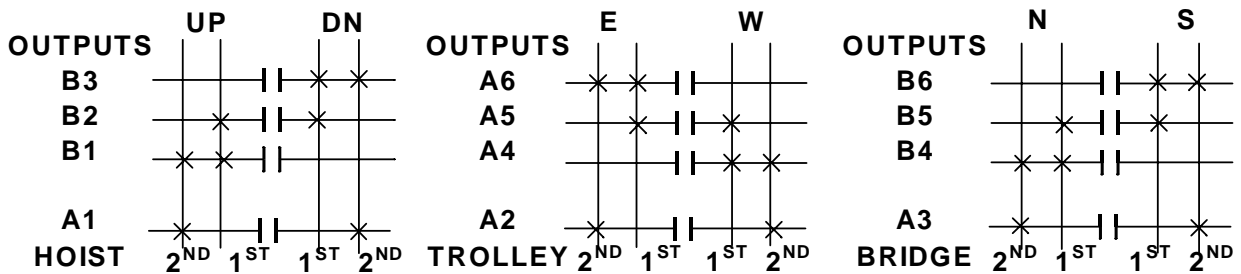 UP DN
OUTPUTS
B3
B2
B1
A1
HOIST 2ND 1ST 1ST 2ND
E W
OUTPUTS
A6
A5
A4
A2
TROLLEY 2ND 1ST 1ST 2ND
N S
OUTPUTS
B6
B5
B4
A3
BRIDGE 2ND 1ST 1ST 2ND